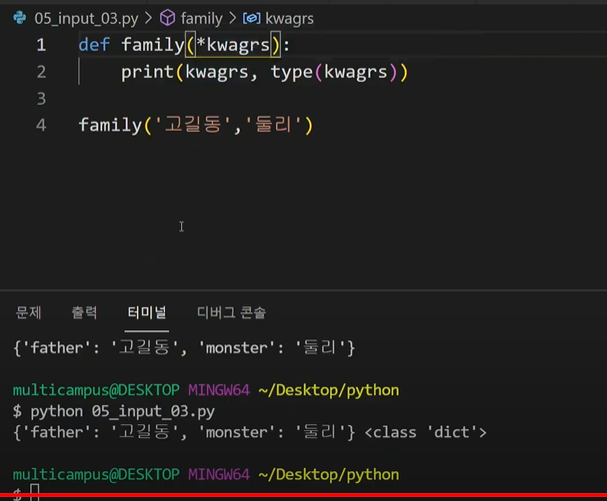 05_input_03.py > family > kwagrs
1 def family(*kwagrs):
2 print(kwagrs, type(kwagrs))
3
4 family('고길동','둘리')
문제 출력 터미널 디버그 콘솔
{'father': '고길동', 'monster': '둘리'}
multicampus@DESKTOP MINGW64 ~/Desktop/python
$ python 05_input_03.py
{'father': '고길동', 'monster': '둘리'} <class 'dict'>
multicampus@DESKTOP MINGW64 ~/Desktop/python
$